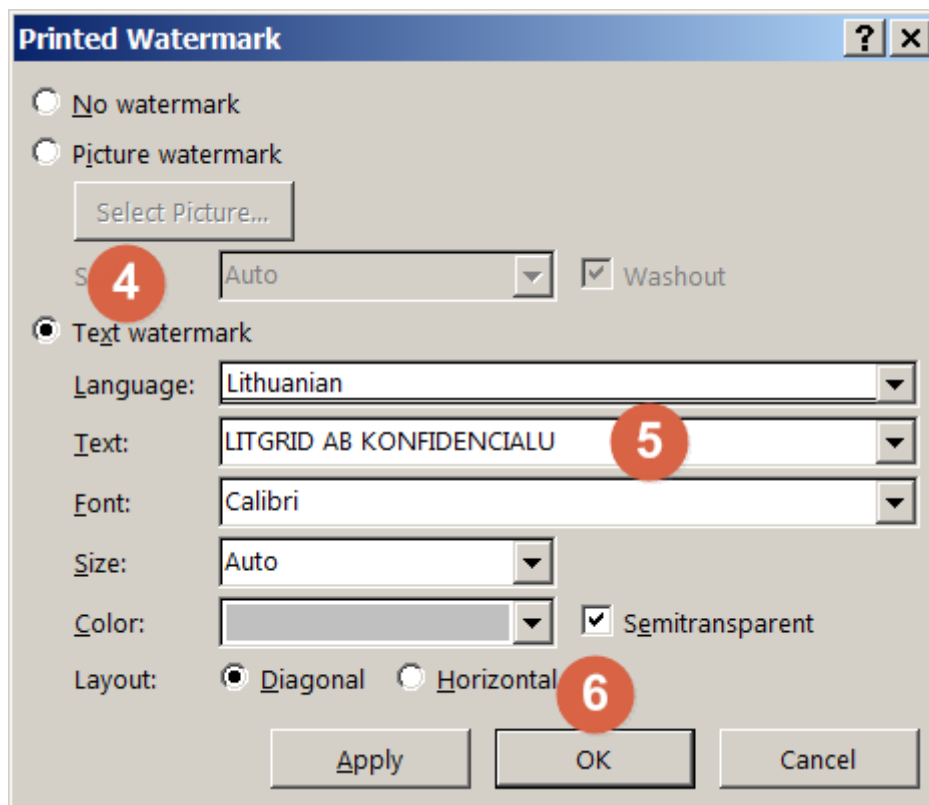 Printed Watermark ? ×
No watermark
Picture watermark
Select Picture...
4 Auto Washout
Text watermark
Language: Lithuanian
Text: LITGRID AB KONFIDENCIALU 5
Font: Calibri
Size: Auto
Color: Semitransparent
Layout: Diagonal Horizontal 6
Apply OK Cancel